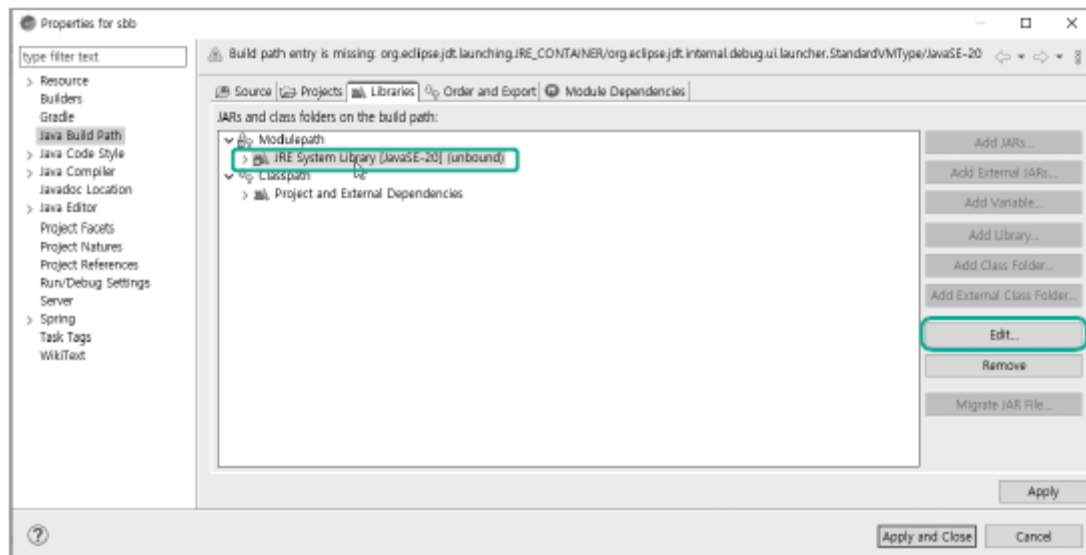 Properties for sbb
type filter text
Resource
Builders
Gradle
Java Build Path
Java Code Style
Java Compiler
Javadoc Location
Java Editor
Project Facets
Project Natures
Project References
Run/Debug Settings
Server
Spring
Task Tags
WikiText
Build path entry is missing: org.eclipse.jdt.launching.JRE_CONTAINER/org.eclipse.jdt.internal.debug.ui.launcher.StandardVMType/JavaSE-20
Source Projects Libraries Order and Export Module Dependencies
JARs and class folders on the build path:
Modulepath
JRE System Library [JavaSE-20] (unbound)
Classpath
Project and External Dependencies
Add JARs...
Add External JARs...
Add Variable...
Add Library...
Add Class Folder...
Add External Class Folder...
Edit...
Remove
Migrate JAR File...
Apply
Apply and Close Cancel